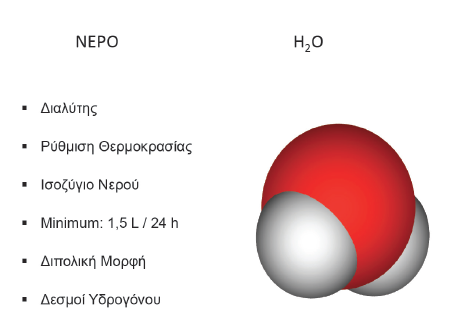 ΝΕΡΟ
H₂O
▪ Διαλύτης
▪ Ρύθμιση Θερμοκρασίας
▪ Ισοζύγιο Νερού
▪ Minimum: 1,5 L / 24 h
▪ Διπολική Μορφή
▪ Δεσμοί Υδρογόνου